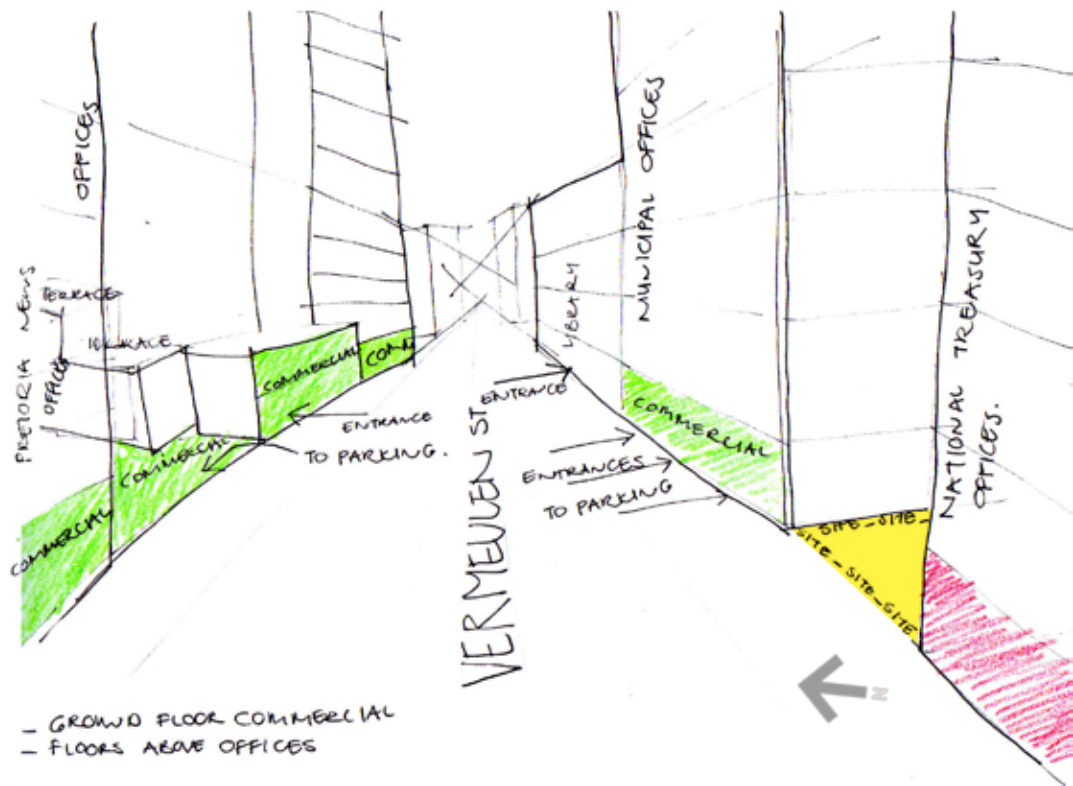 OFFICES
PRETORIA NEWS
OFFICES
TERRACE
TERRACE
COMMERCIAL
COMMERCIAL
COMMERCIAL
COMM
ENTRANCE
TO PARKING.
VERMEULEN ST
LIBRARY
ENTRANCE
ENTRANCES
TO PARKING
MUNICIPAL OFFICES
COMMERCIAL
NATIONAL TREASURY
OFFICES.
SITE - SITE -
SITE - SITE - SITE
N
- GROUND FLOOR COMMERCIAL
- FLOORS ABOVE OFFICES